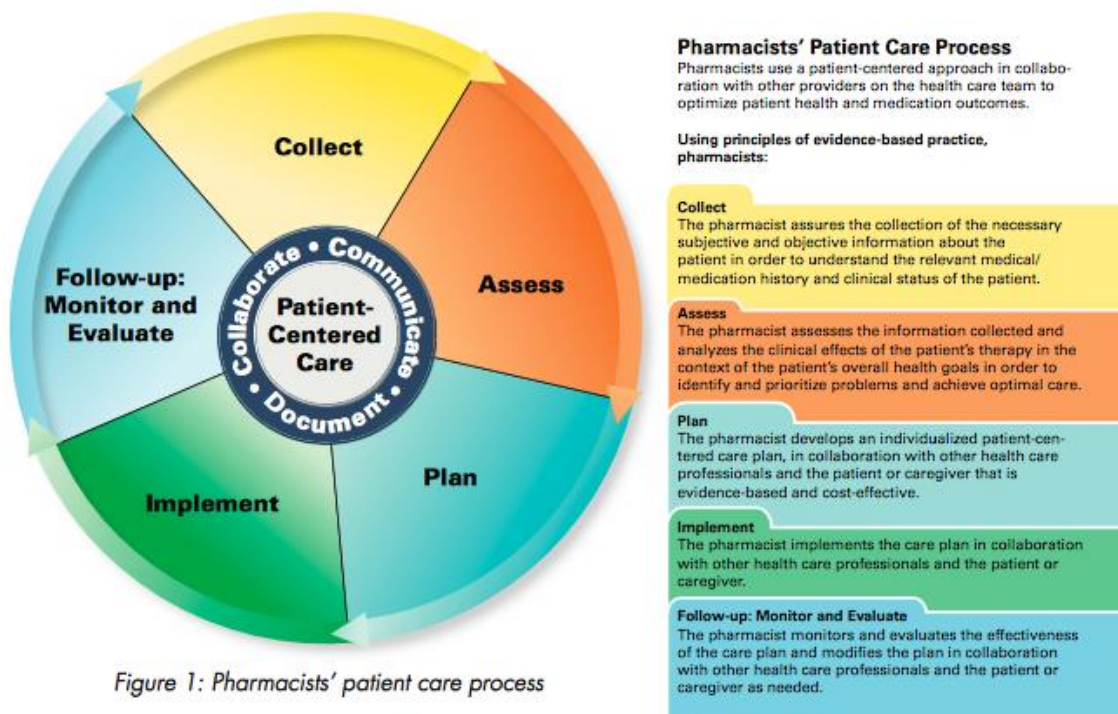 Collect
Assess
Plan
Implement
Follow-up:
Monitor and
Evaluate
Collaborate • Communicate • Document •
Patient-
Centered
Care
Figure 1: Pharmacists' patient care process
Pharmacists' Patient Care Process
Pharmacists use a patient-centered approach in collabo-
ration with other providers on the health care team to
optimize patient health and medication outcomes.
Using principles of evidence-based practice,
pharmacists:
Collect
The pharmacist assures the collection of the necessary
subjective and objective information about the
patient in order to understand the relevant medical/
medication history and clinical status of the patient.
Assess
The pharmacist assesses the information collected and
analyzes the clinical effects of the patient's therapy in the
context of the patient's overall health goals in order to
identify and prioritize problems and achieve optimal care.
Plan
The pharmacist develops an individualized patient-cen-
tered care plan, in collaboration with other health care
professionals and the patient or caregiver that is
evidence-based and cost-effective.
Implement
The pharmacist implements the care plan in collaboration
with other health care professionals and the patient or
caregiver.
Follow-up: Monitor and Evaluate
The pharmacist monitors and evaluates the effectiveness
of the care plan and modifies the plan in collaboration
with other health care professionals and the patient or
caregiver as needed.